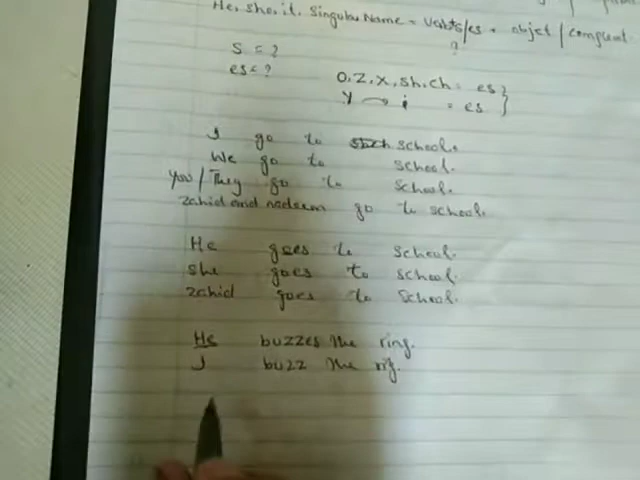 He, she, it, Singular Name = Verb+s/es + object / Complement
?
s = ?
es = ?
o, z, x, sh, ch = es }
y → i = es }
I go to school.
We go to school.
You / They go to school.
Zahid and nadeem go to school.
He goes to school.
she goes to school.
zahid goes to school.
He buzzes the ring.
I buzz the rig.